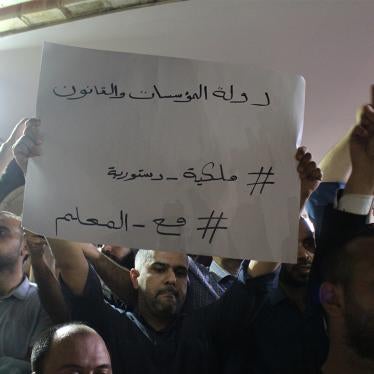 دولة المؤسسات والقانون
# ملكية - دستورية
# مع - المعلم